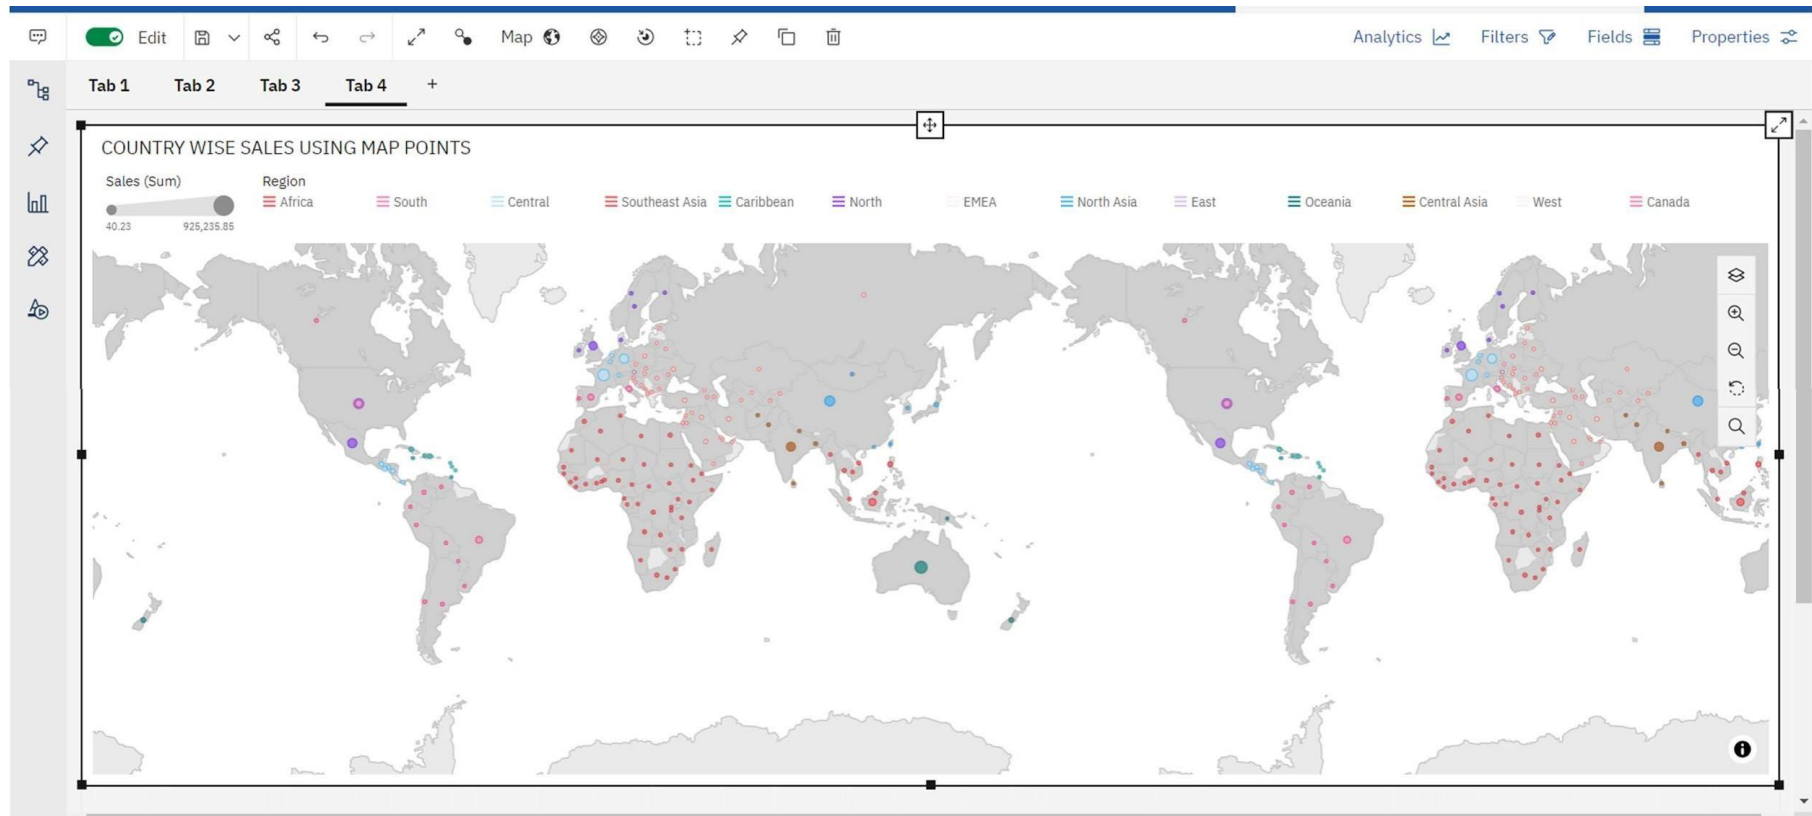 Edit Map Analytics Filters Fields Properties
Tab 1 Tab 2 Tab 3 Tab 4 +
COUNTRY WISE SALES USING MAP POINTS
Sales (Sum) Region
Africa South Central Southeast Asia Caribbean North EMEA North Asia East Oceania Central Asia West Canada
40.23 925,235.85